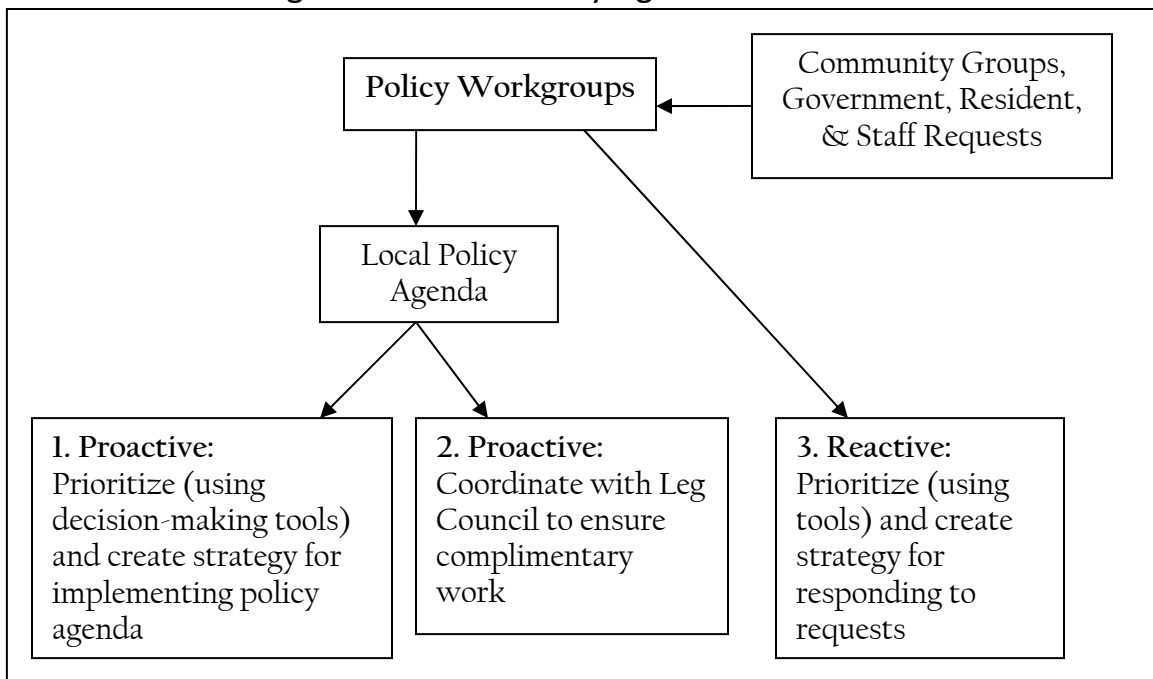 Policy Workgroups
Community Groups,
Government, Resident,
& Staff Requests
Local Policy
Agenda
1. Proactive:
Prioritize (using
decision-making tools)
and create strategy for
implementing policy
agenda
2. Proactive:
Coordinate with Leg
Council to ensure
complimentary
work
3. Reactive:
Prioritize (using
tools) and create
strategy for
responding to
requests